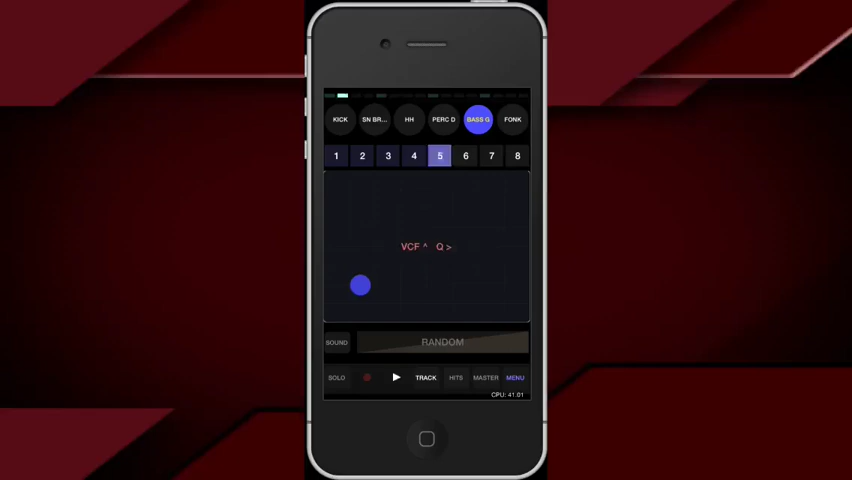 KICK SN BR... HH PERC D BASS G FONK
1 2 3 4 5 6 7 8
VCF ^ Q >
SOUND RANDOM
SOLO TRACK HITS MASTER MENU
CPU: 41.01